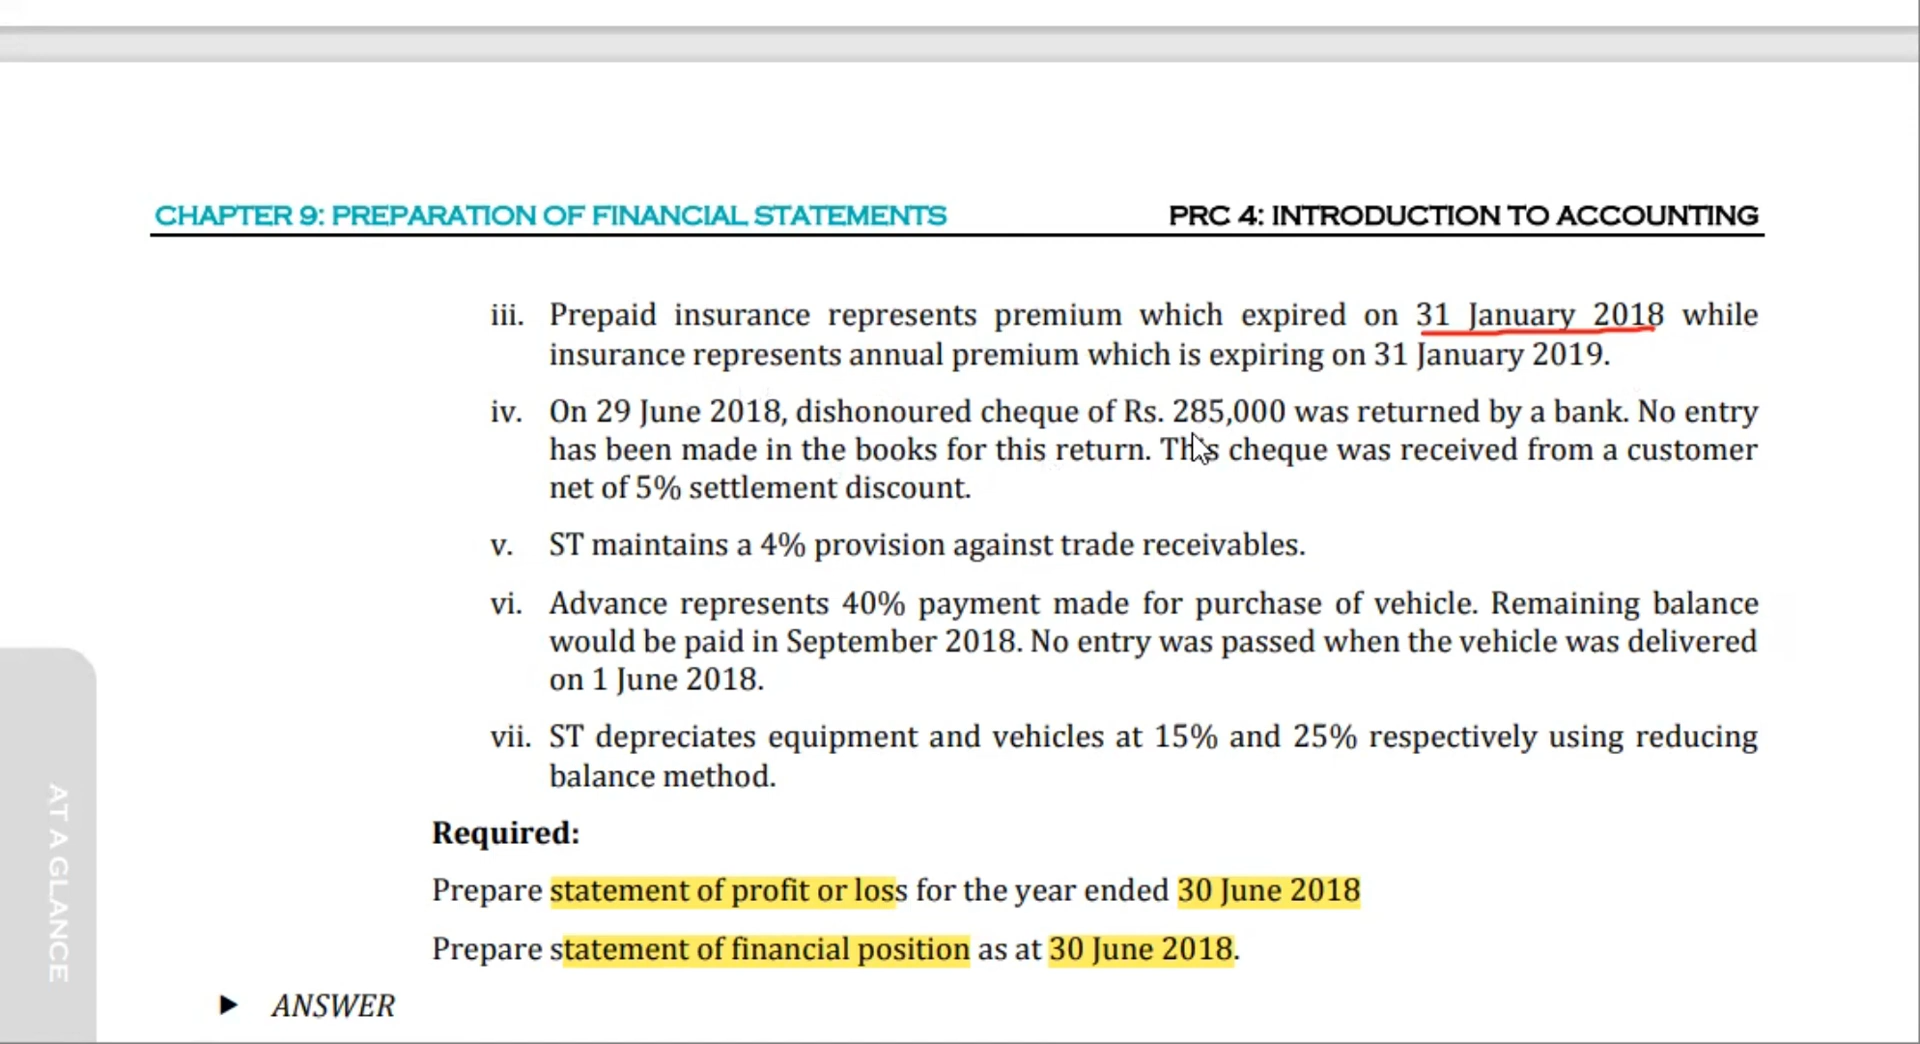 CHAPTER 9: PREPARATION OF FINANCIAL STATEMENTS PRC 4: INTRODUCTION TO ACCOUNTING
iii. Prepaid insurance represents premium which expired on 31 January 2018 while
insurance represents annual premium which is expiring on 31 January 2019.
iv. On 29 June 2018, dishonoured cheque of Rs. 285,000 was returned by a bank. No entry
has been made in the books for this return. This cheque was received from a customer
net of 5% settlement discount.
v. ST maintains a 4% provision against trade receivables.
vi. Advance represents 40% payment made for purchase of vehicle. Remaining balance
would be paid in September 2018. No entry was passed when the vehicle was delivered
on 1 June 2018.
vii. ST depreciates equipment and vehicles at 15% and 25% respectively using reducing
balance method.
Required:
Prepare statement of profit or loss for the year ended 30 June 2018
Prepare statement of financial position as at 30 June 2018.
ANSWER
AT A GLANCE